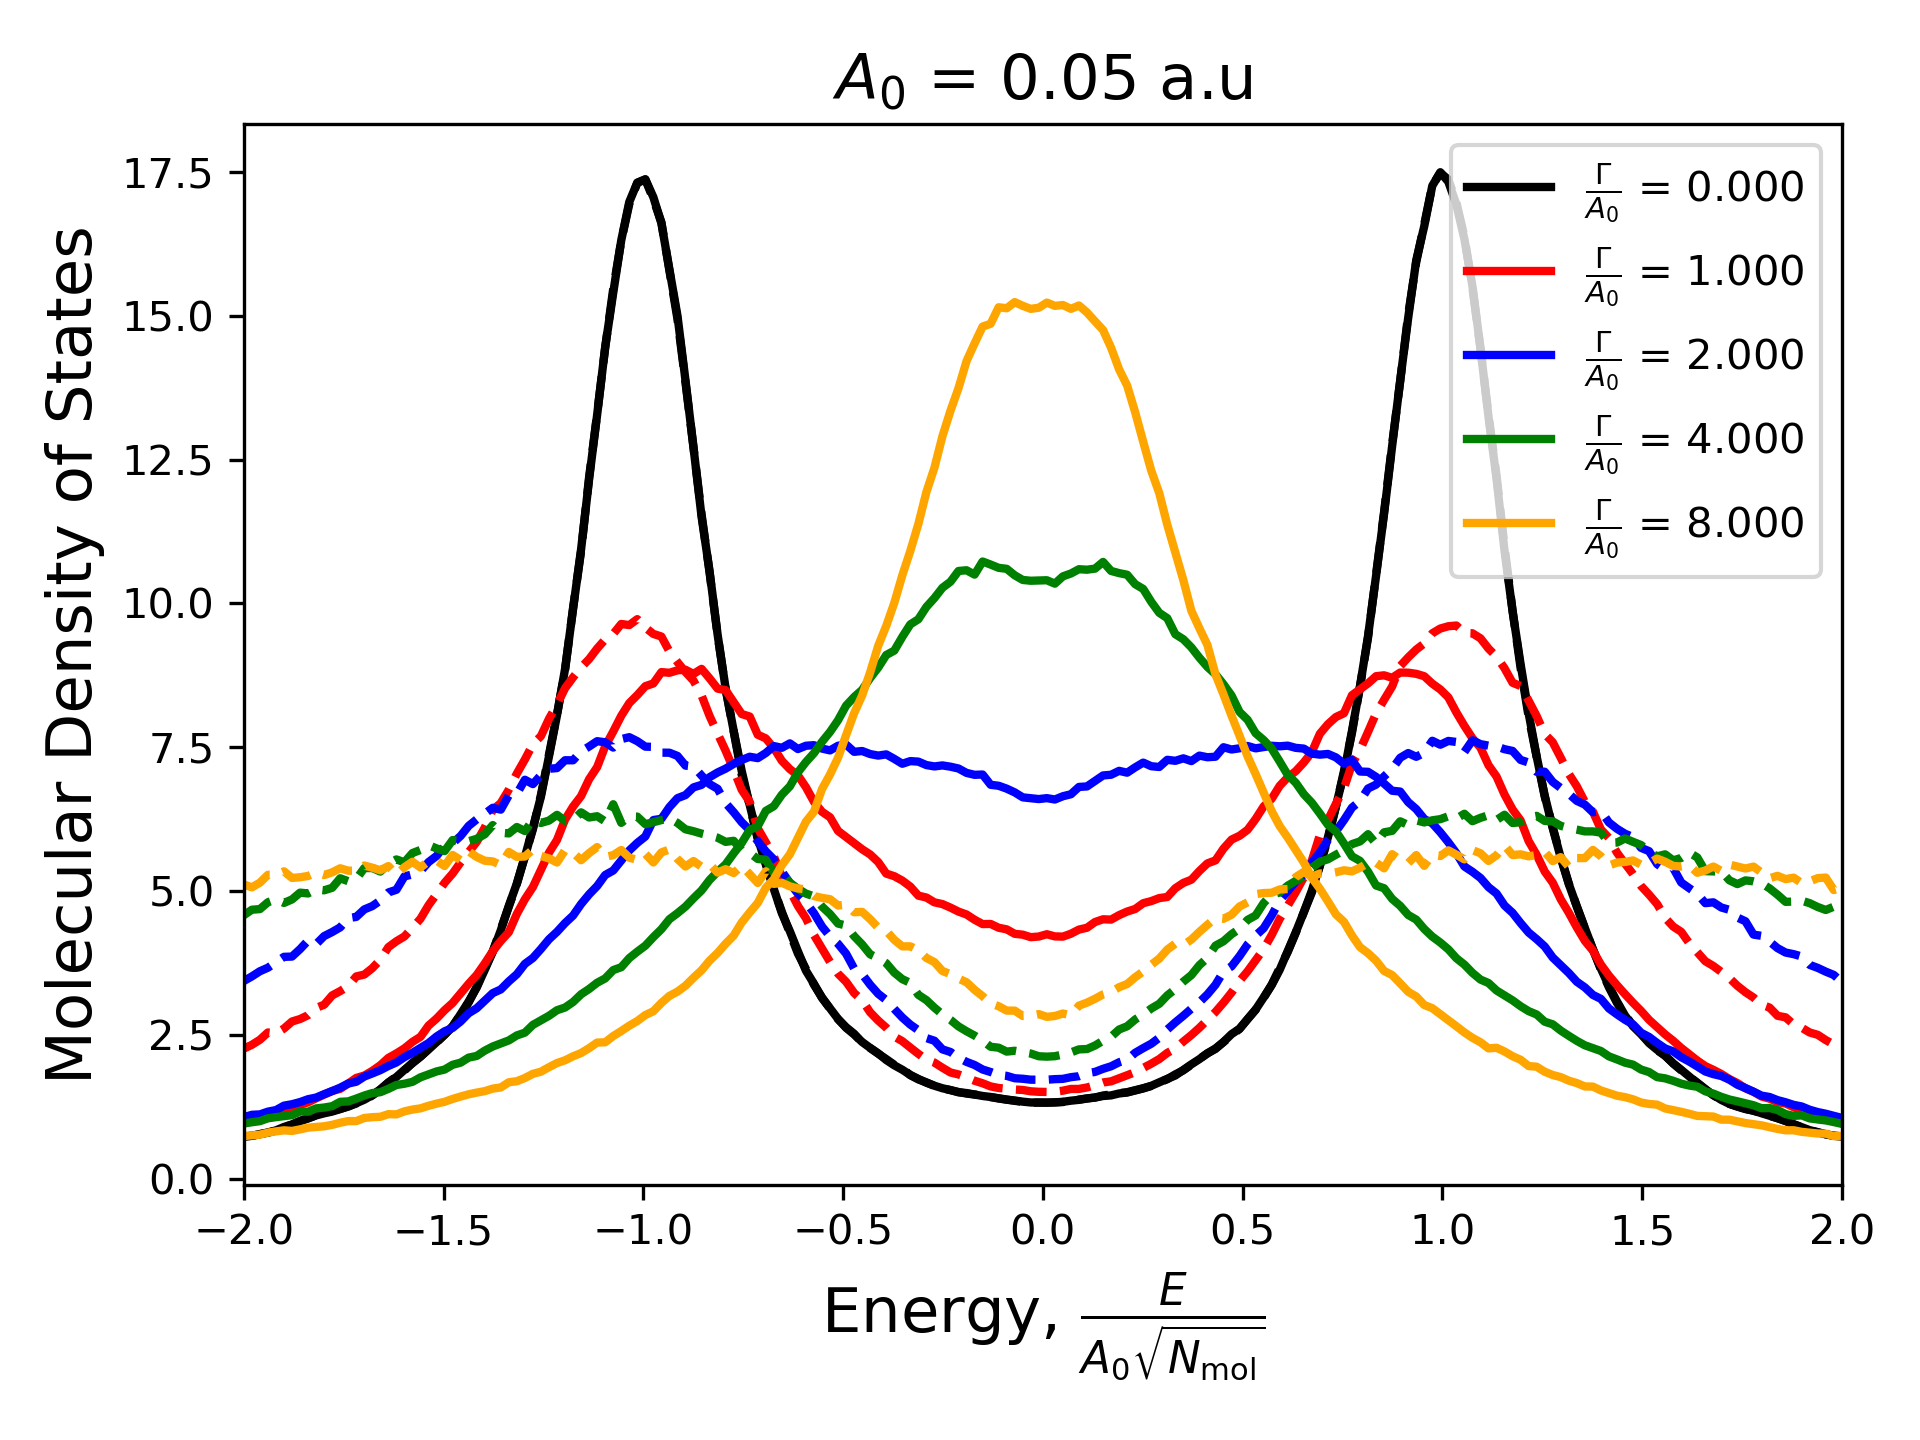 A₀ = 0.05 a.u
Molecular Density of States
17.5
15.0
12.5
10.0
7.5
5.0
2.5
0.0
Γ/A₀ = 0.000
Γ/A₀ = 1.000
Γ/A₀ = 2.000
Γ/A₀ = 4.000
Γ/A₀ = 8.000
−2.0 −1.5 −1.0 −0.5 0.0 0.5 1.0 1.5 2.0
Energy, E/A₀√Nmol